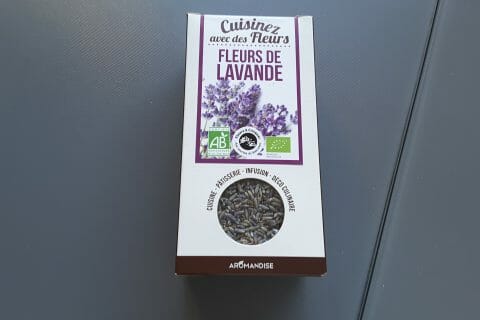 Cuisinez
avec des Fleurs
FLEURS DE
LAVANDE
AB
CUISINE - PÂTISSERIE - INFUSION - DÉCO CULINAIRE
AROMANDISE